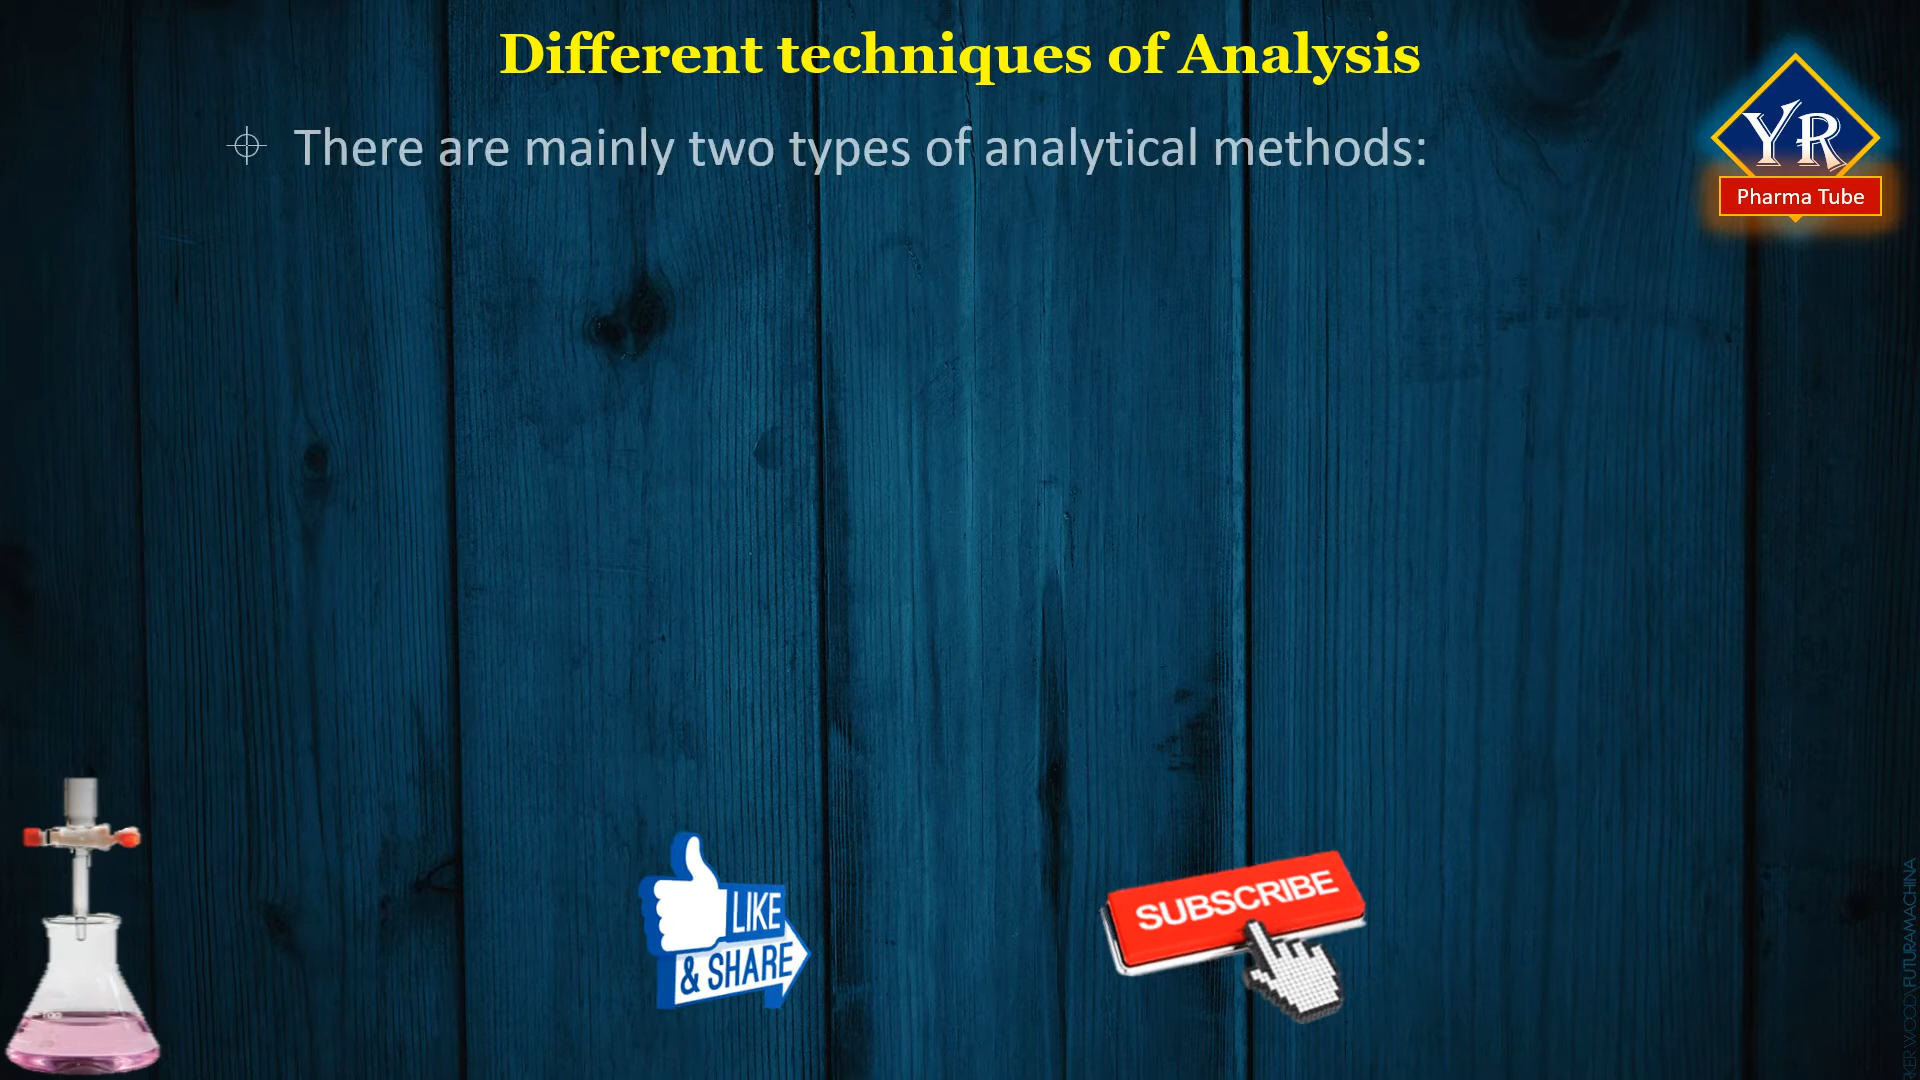 Different techniques of Analysis
There are mainly two types of analytical methods:
YR
Pharma Tube
LIKE
& SHARE
SUBSCRIBE